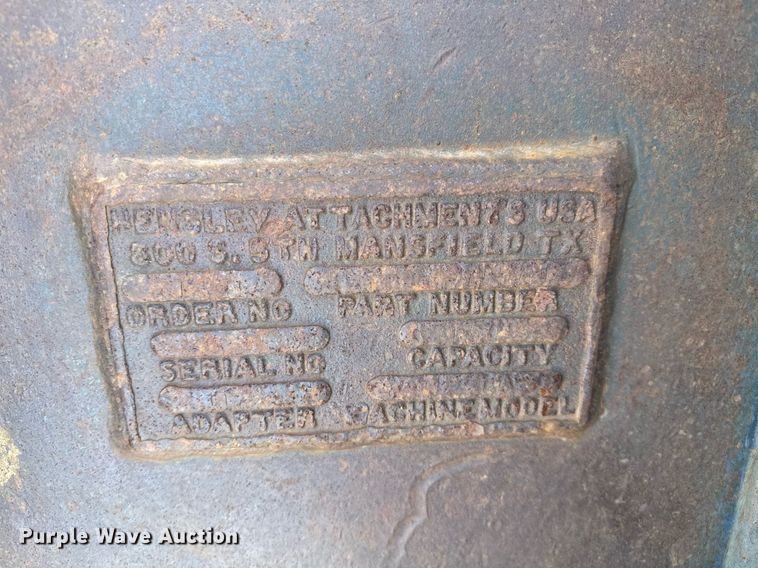 HENSLEY ATTACHMENTS USA
800 S. 5TH MANSFIELD TX
ORDER NO PART NUMBER
SERIAL NO CAPACITY
ADAPTER MACHINE MODEL
Purple Wave Auction